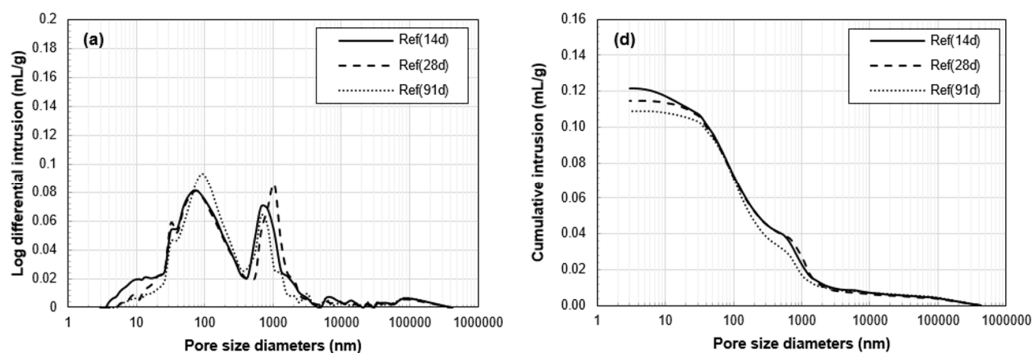 (a)
Log differential intrusion (mL/g)
0.2
0.18
0.16
0.14
0.12
0.1
0.08
0.06
0.04
0.02
0
1 10 100 1000 10000 100000 1000000
Pore size diameters (nm)
Ref(14d)
Ref(28d)
Ref(91d)
(d)
Cumulative intrusion (mL/g)
0.16
0.14
0.12
0.10
0.08
0.06
0.04
0.02
0.00
1 10 100 1000 10000 100000 1000000
Pore size diameters (nm)
Ref(14d)
Ref(28d)
Ref(91d)